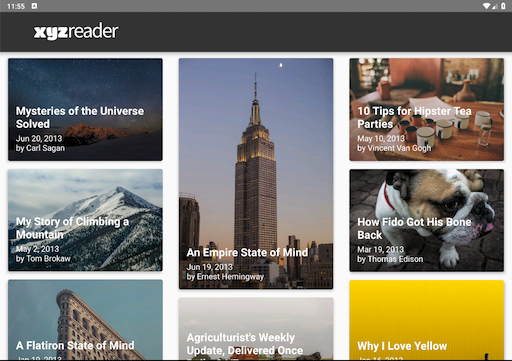 11:55
xyzreader
Mysteries of the Universe
Solved
Jun 20, 2013
by Carl Sagan
An Empire State of Mind
Jun 19, 2013
by Ernest Hemingway
10 Tips for Hipster Tea
Parties
May 10, 2013
by Vincent Van Gogh
My Story of Climbing a
Mountain
May 2, 2013
by Tom Brokaw
How Fido Got His Bone
Back
Mar 19, 2013
by Thomas Edison
A Flatiron State of Mind
Agriculturist's Weekly
Update, Delivered Once
Why I Love Yellow